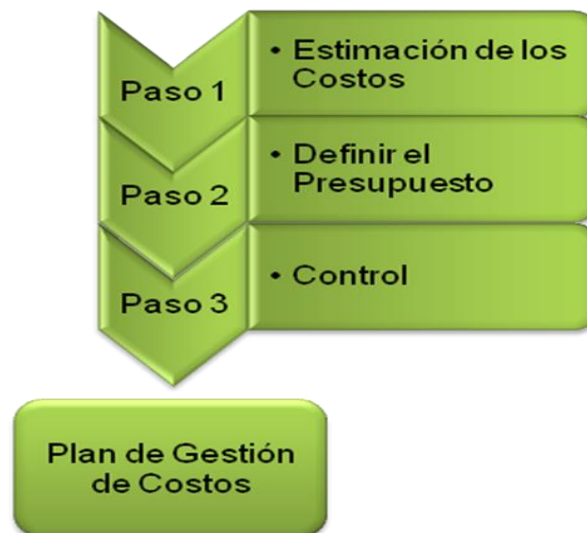 Paso 1
• Estimación de los
Costos
Paso 2
• Definir el
Presupuesto
Paso 3
• Control
Plan de Gestión
de Costos